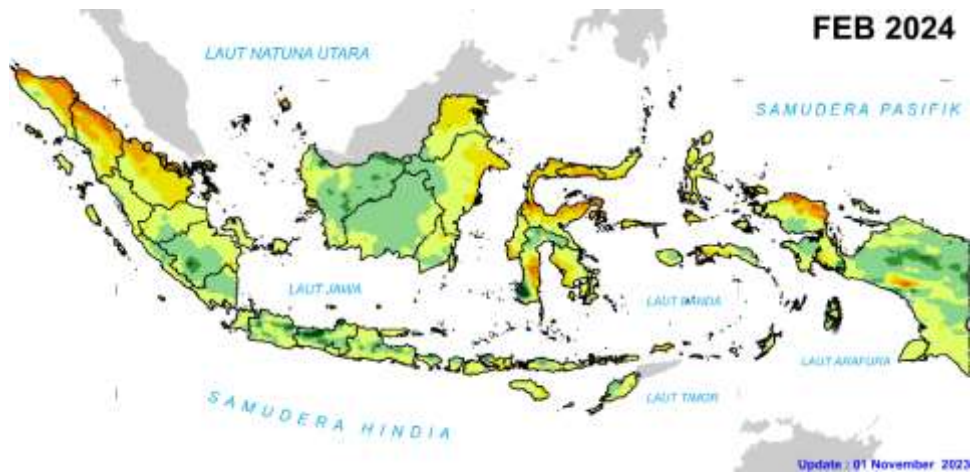 FEB 2024
LAUT NATUNA UTARA
SAMUDERA PASIFIK
LAUT JAWA
LAUT BANDA
LAUT ARAFURA
LAUT TIMOR
SAMUDERA HINDIA
Update : 01 November 2023